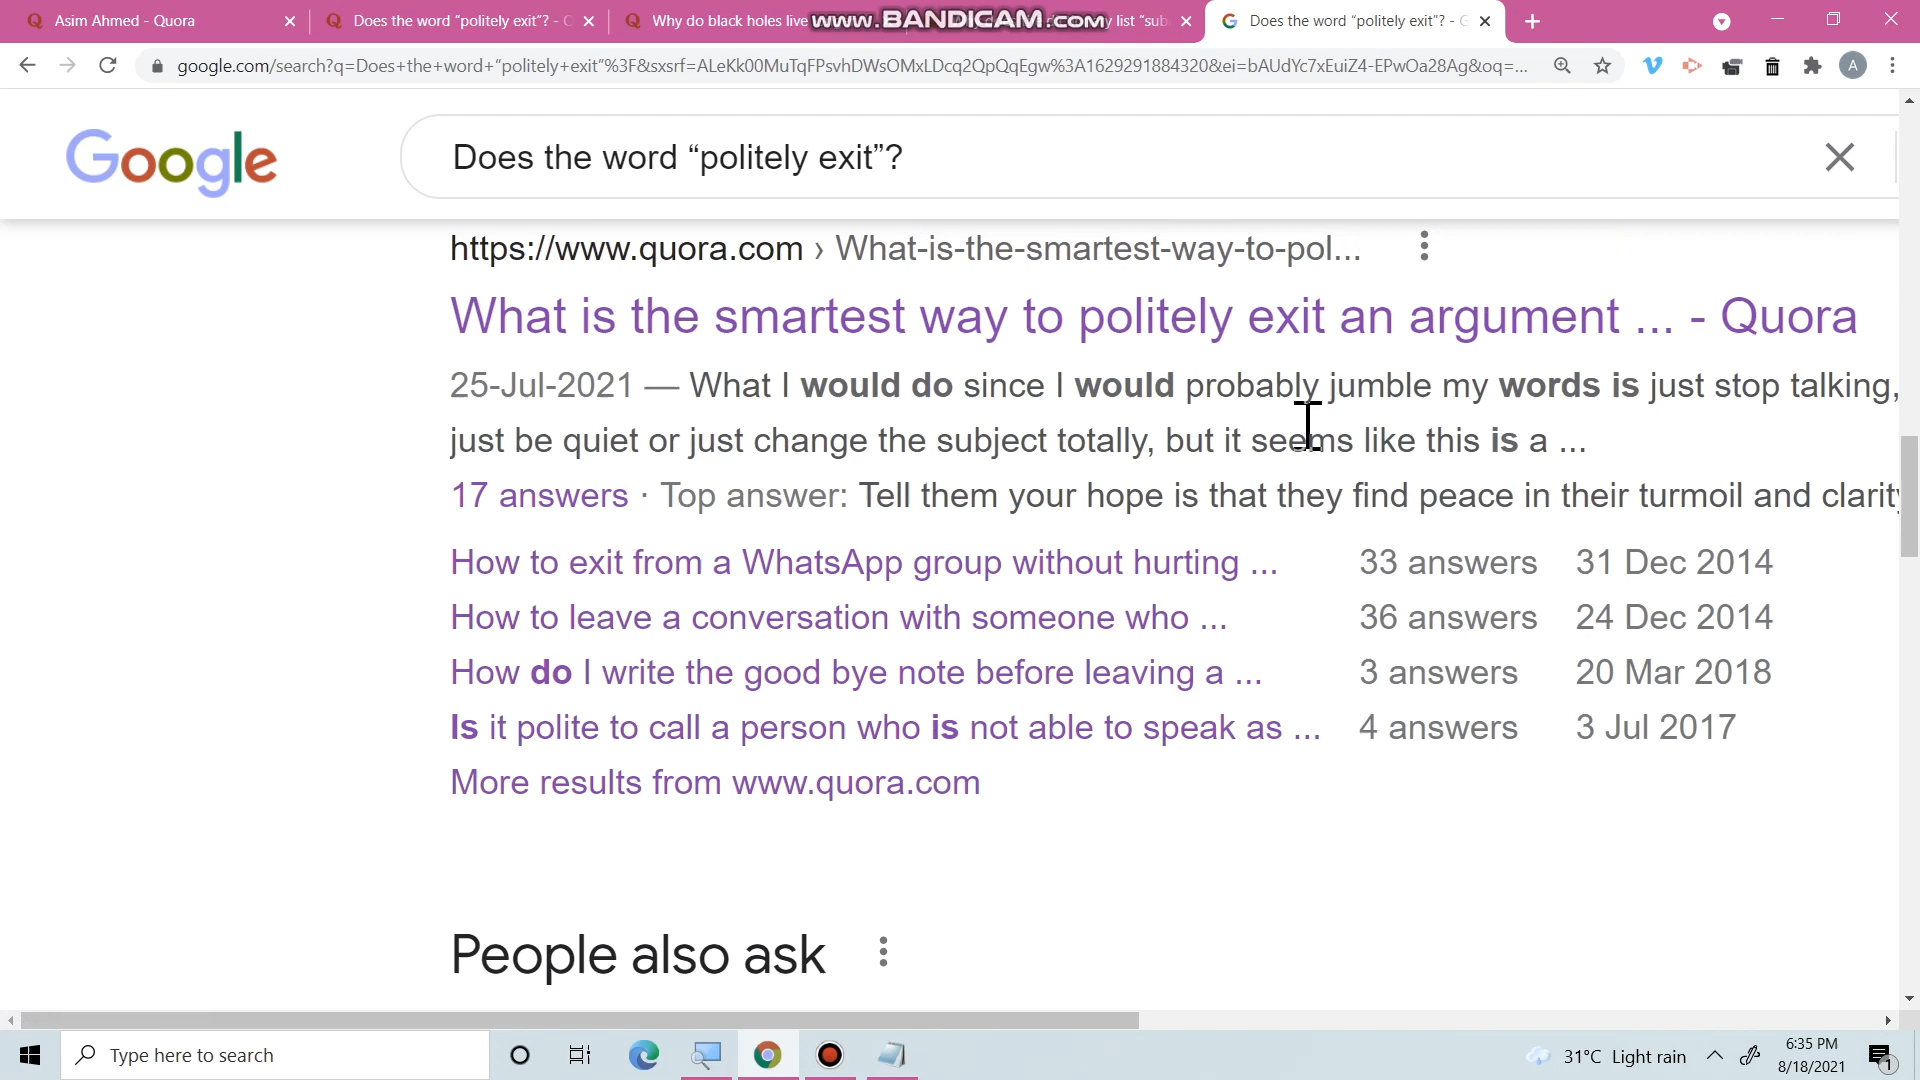 Asim Ahmed - Quora
Does the word “politely exit”? - Q
Why do black holes live
www.BANDICAM.com
y list “sub
Does the word “politely exit”? - G
google.com/search?q=Does+the+word+“politely+exit”%3F&sxsrf=ALeKk00MuTqFPsvhDWsOMxLDcq2QpQqEgw%3A1629291884320&ei=bAUdYc7xEuiZ4-EPwOa28Ag&oq=...
A
Google
Does the word “politely exit”?
https://www.quora.com › What-is-the-smartest-way-to-pol...
What is the smartest way to politely exit an argument ... - Quora
25-Jul-2021 — What I would do since I would probably jumble my words is just stop talking,
just be quiet or just change the subject totally, but it seems like this is a ...
17 answers · Top answer: Tell them your hope is that they find peace in their turmoil and clarity
How to exit from a WhatsApp group without hurting ... 33 answers 31 Dec 2014
How to leave a conversation with someone who ... 36 answers 24 Dec 2014
How do I write the good bye note before leaving a ... 3 answers 20 Mar 2018
Is it polite to call a person who is not able to speak as ... 4 answers 3 Jul 2017
More results from www.quora.com
People also ask
Type here to search
31°C Light rain
6:35 PM
8/18/2021
1